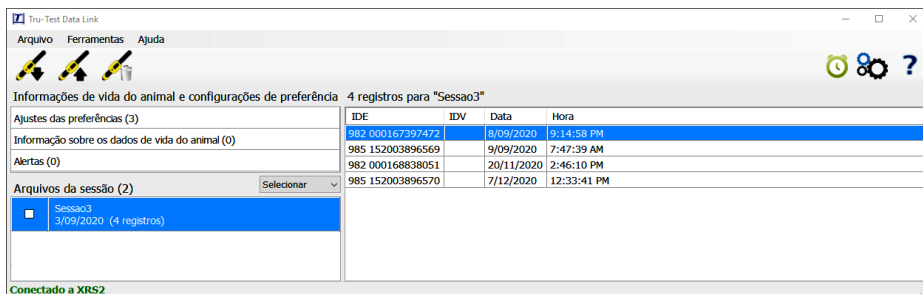 Tru-Test Data Link
Arquivo Ferramentas Ajuda
Informações de vida do animal e configurações de preferência 4 registros para "Sessao3"
Ajustes das preferências (3)
Informação sobre os dados de vida do animal (0)
Alertas (0)
Arquivos da sessão (2) Selecionar
Sessao3
3/09/2020 (4 registros)
IDE IDV Data Hora
982 000167397472 8/09/2020 9:14:58 PM
985 152003896569 9/09/2020 7:47:39 AM
982 000168838051 20/11/2020 2:46:10 PM
985 152003896570 7/12/2020 12:33:41 PM
Conectado a XRS2